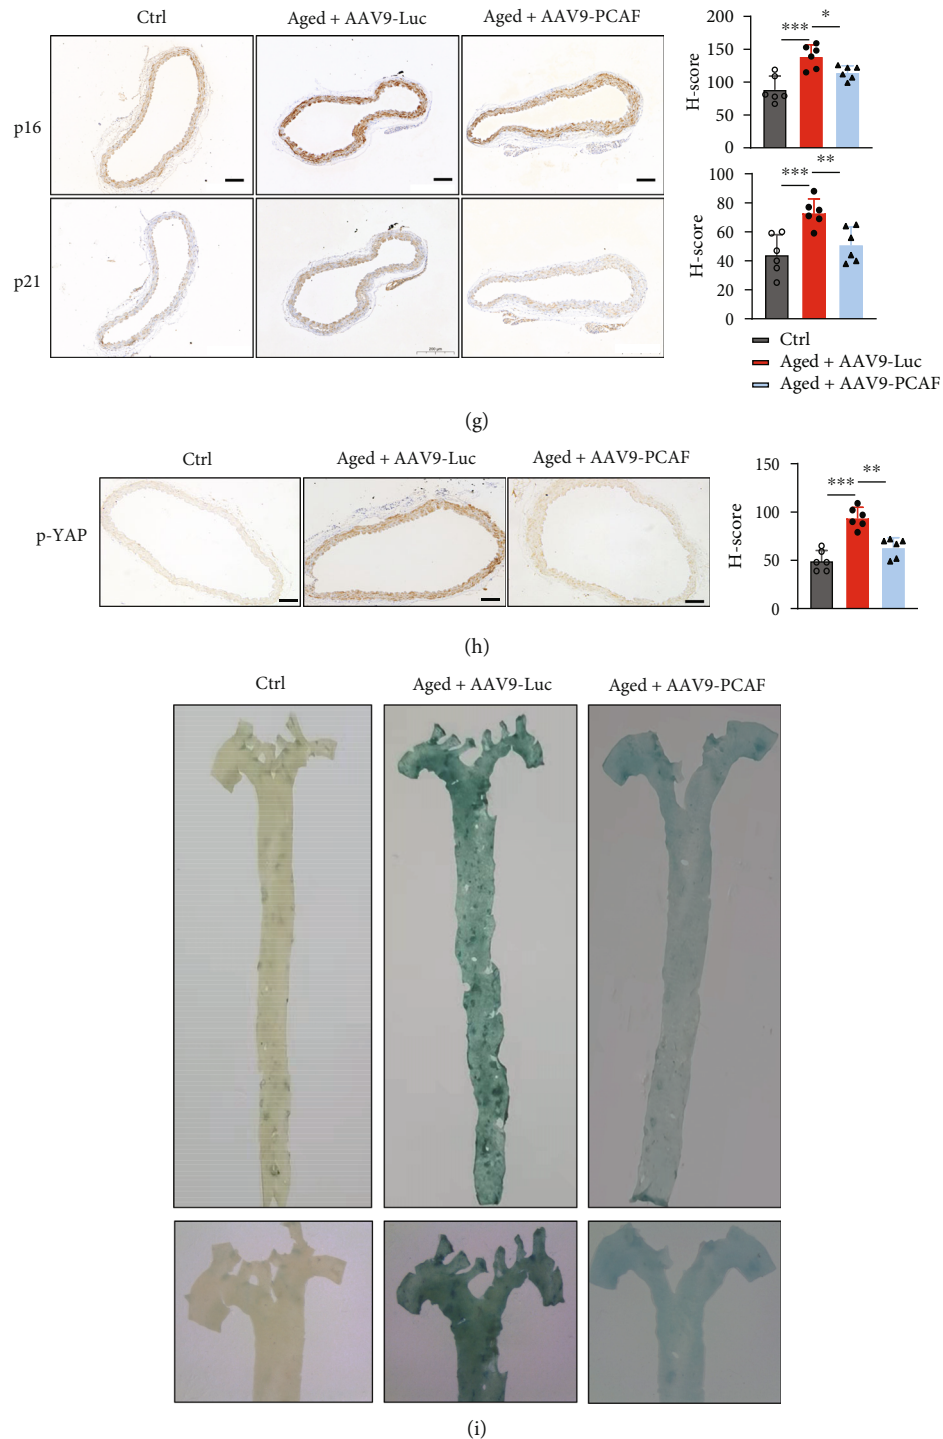 Ctrl
Aged + AAV9-Luc
Aged + AAV9-PCAF
p16
p21
H-score
200
150
100
50
0
***
*
H-score
100
80
60
40
20
0
***
**
Ctrl
Aged + AAV9-Luc
Aged + AAV9-PCAF
(g)
Ctrl
Aged + AAV9-Luc
Aged + AAV9-PCAF
p-YAP
H-score
150
100
50
0
***
**
(h)
Ctrl
Aged + AAV9-Luc
Aged + AAV9-PCAF
(i)